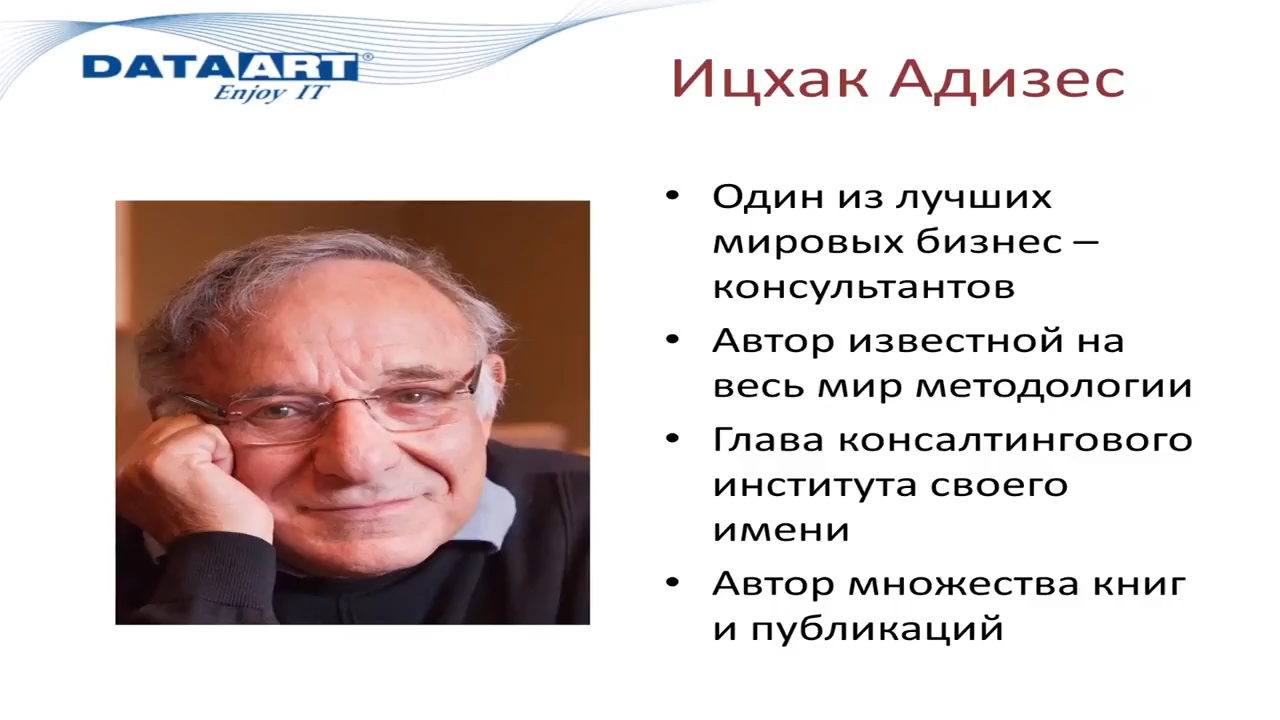 DATAART®
Enjoy IT
Ицхак Адизес
• Один из лучших
мировых бизнес –
консультантов
• Автор известной на
весь мир методологии
• Глава консалтингового
института своего
имени
• Автор множества книг
и публикаций